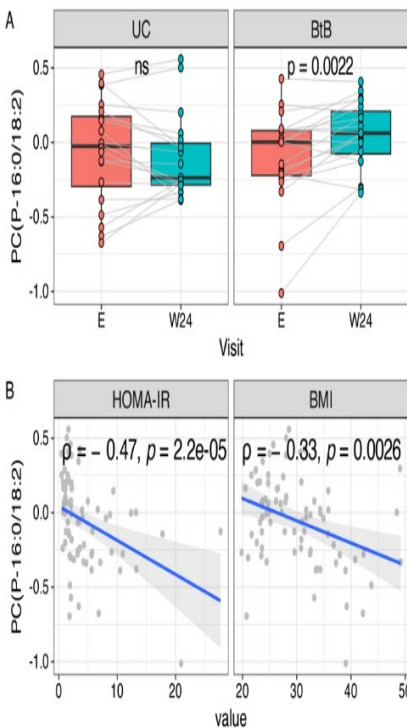 A
UC
BtB
ns
p = 0.0022
PC(P-16:0/18:2)
0.5
0.0
-0.5
-1.0
E
W24
E
W24
Visit
B
HOMA-IR
BMI
ρ = − 0.47, p = 2.2e-05
ρ = − 0.33, p = 0.0026
PC(P-16:0/18:2)
0.5
0.0
-0.5
-1.0
0
10
20
20
30
40
50
value